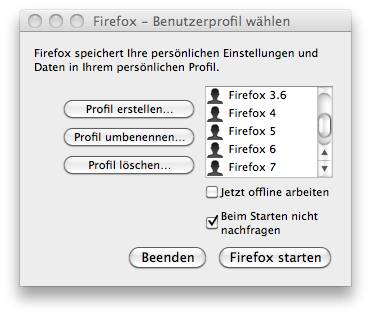 Firefox – Benutzerprofil wählen
Firefox speichert Ihre persönlichen Einstellungen und
Daten in Ihrem persönlichen Profil.
Profil erstellen...
Profil umbenennen...
Profil löschen...
Firefox 3.6
Firefox 4
Firefox 5
Firefox 6
Firefox 7
Jetzt offline arbeiten
Beim Starten nicht
nachfragen
Beenden
Firefox starten